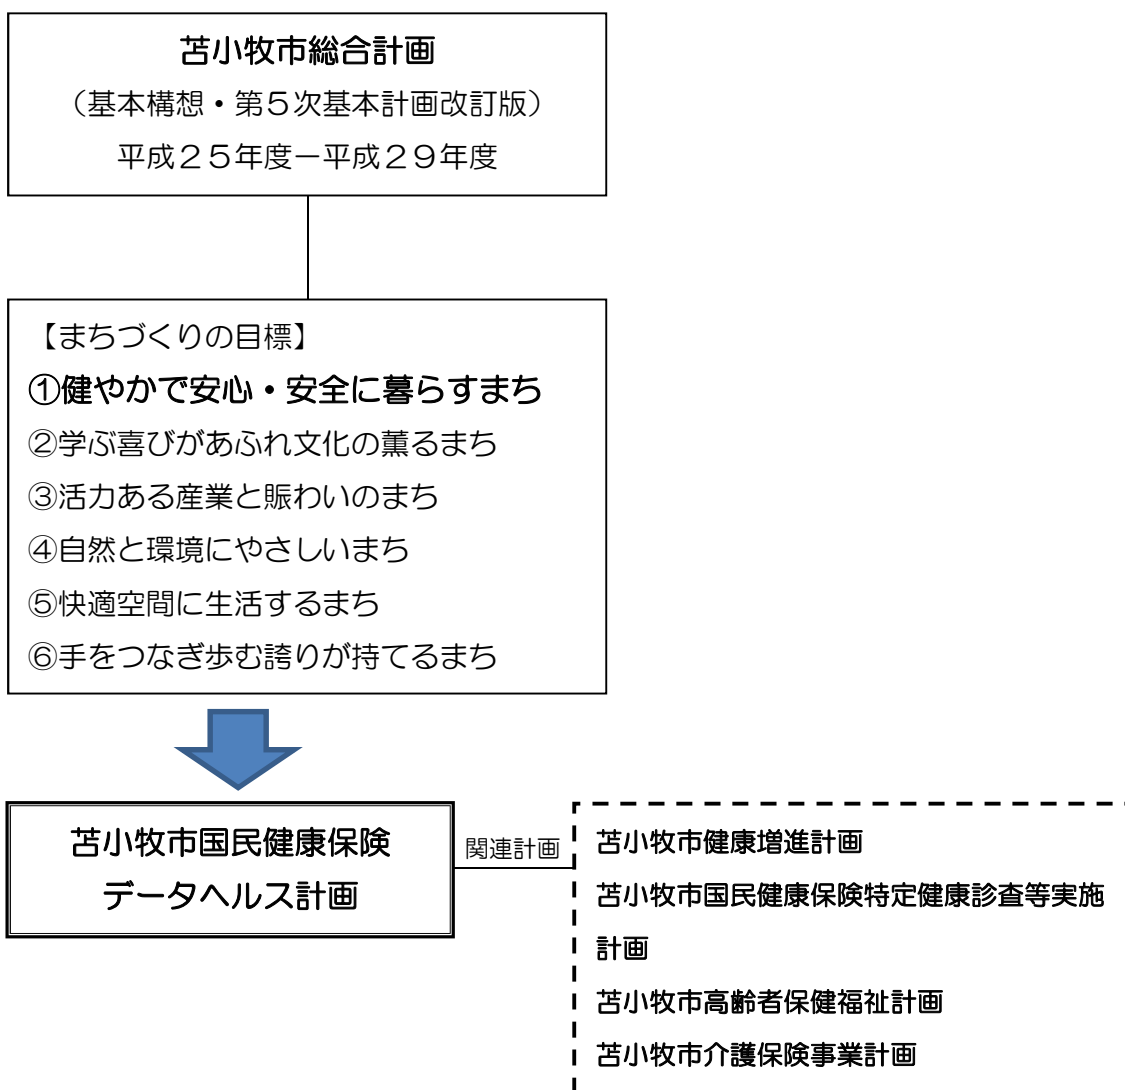 苫小牧市総合計画
（基本構想・第５次基本計画改訂版）
平成２５年度－平成２９年度
【まちづくりの目標】
①健やかで安心・安全に暮らすまち
②学ぶ喜びがあふれ文化の薫るまち
③活力ある産業と賑わいのまち
④自然と環境にやさしいまち
⑤快適空間に生活するまち
⑥手をつなぎ歩む誇りが持てるまち
苫小牧市国民健康保険
データヘルス計画
関連計画
苫小牧市健康増進計画
苫小牧市国民健康保険特定健康診査等実施
計画
苫小牧市高齢者保健福祉計画
苫小牧市介護保険事業計画